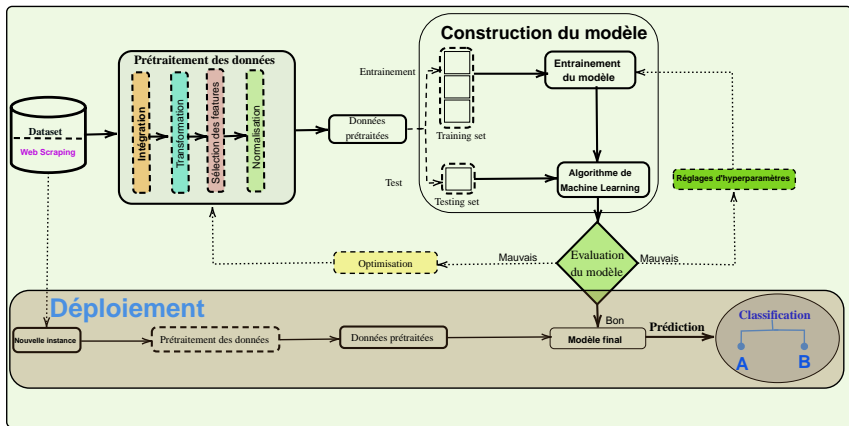 Construction du modèle
Prétraitement des données
Intégration
Transformation
Sélection des features
Normalisation
Dataset
Web Scraping
Données
prétraitées
Entrainement
Training set
Test
Testing set
Entrainement
du modèle
Algorithme de
Machine Learning
Réglages d'hyperparamètres
Optimisation
Mauvais
Evaluation
du modèle
Mauvais
Bon
Déploiement
Nouvelle instance
Prétraitement des données
Données prétraitées
Modèle final
Prédiction
Classification
A
B